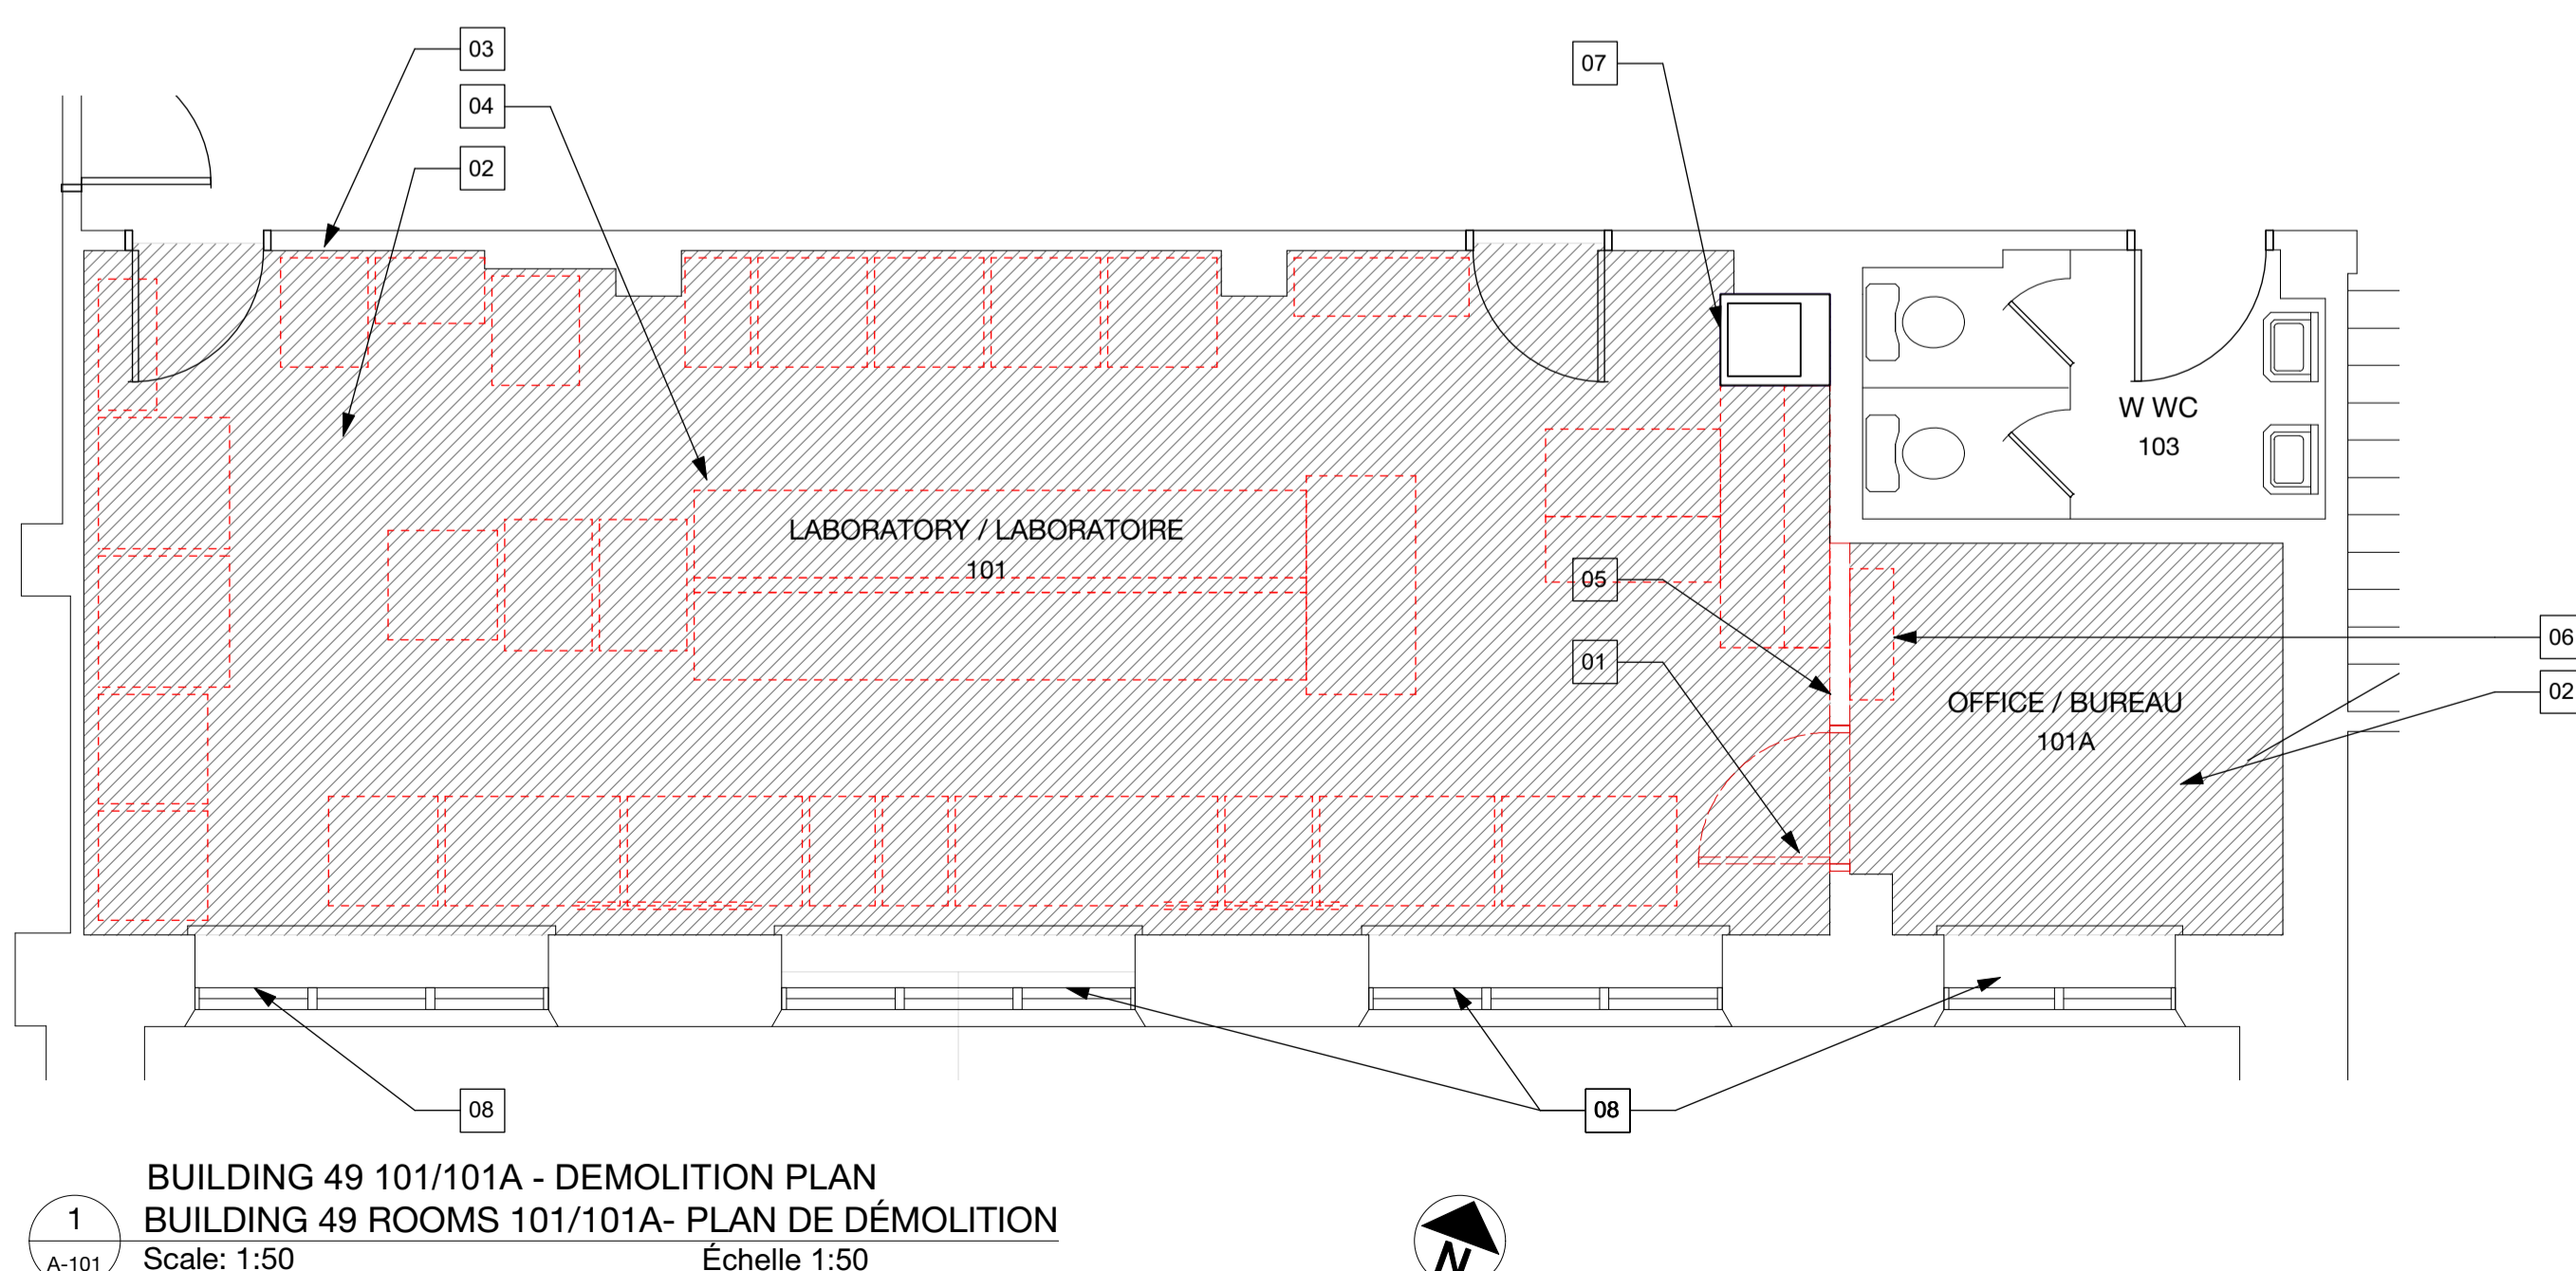 03
04
02
07
W WC
103
LABORATORY / LABORATOIRE
101
05
01
06
02
OFFICE / BUREAU
101A
08
08
BUILDING 49 101/101A - DEMOLITION PLAN
1
BUILDING 49 ROOMS 101/101A- PLAN DE DÉMOLITION
A-101
Scale: 1:50
Échelle 1:50
N